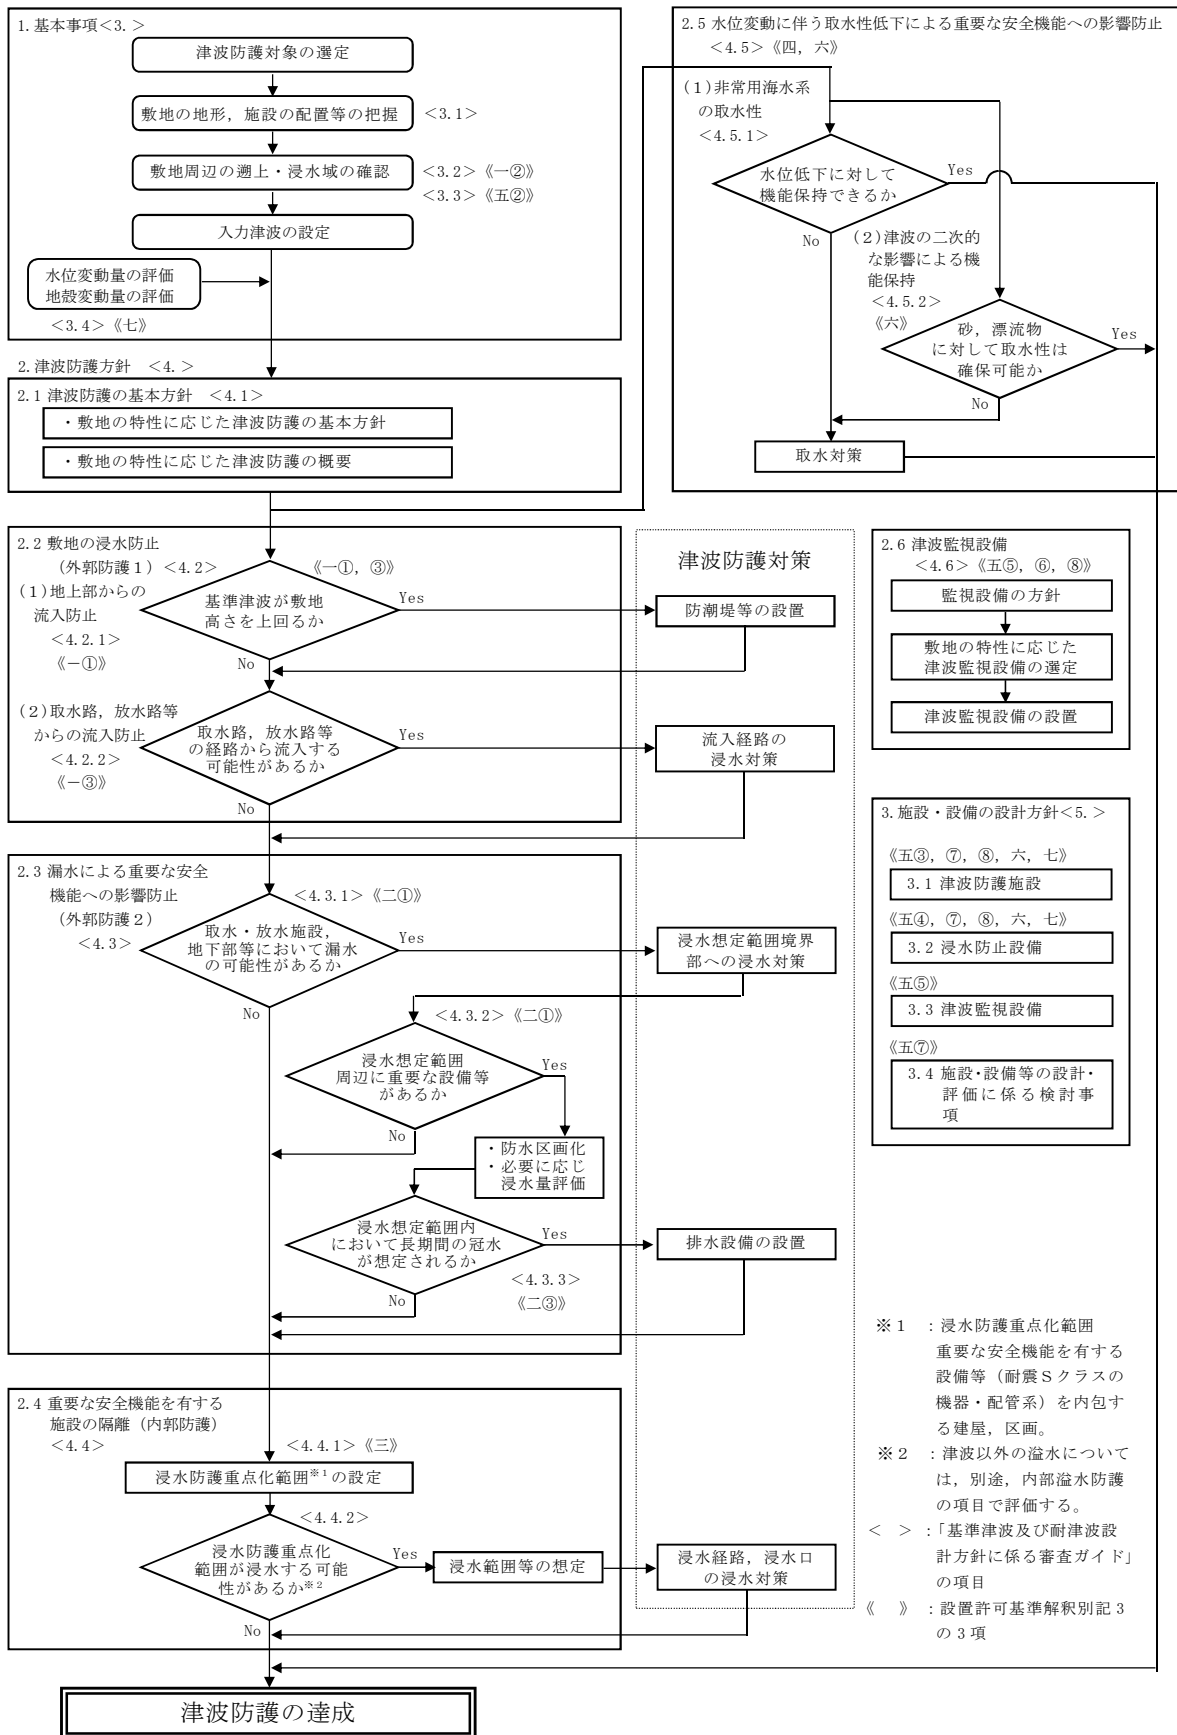 1.基本事項<3.>
津波防護対象の選定
敷地の地形，施設の配置等の把握
<3.1>
敷地周辺の遡上・浸水域の確認
<3.2>《一②》
<3.3>《五②》
入力津波の設定
水位変動量の評価
地殻変動量の評価
<3.4>《七》
2.津波防護方針　<4.>
2.1 津波防護の基本方針　<4.1>
・敷地の特性に応じた津波防護の基本方針
・敷地の特性に応じた津波防護の概要
2.5 水位変動に伴う取水性低下による重要な安全機能への影響防止
<4.5>《四，六》
(１)非常用海水系
の取水性
<4.5.1>
水位低下に対して
機能保持できるか
Yes
No
(２)津波の二次的
な影響による機
能保持
<4.5.2>
《六》
砂，漂流物
に対して取水性は
確保可能か
Yes
No
取水対策
2.2 敷地の浸水防止
(外郭防護１) <4.2>
(１)地上部からの
流入防止
<4.2.1>
《－①》
《一①，③》
基準津波が敷地
高さを上回るか
Yes
No
(２)取水路，放水路等
からの流入防止
<4.2.2>
《－③》
取水路，放水路等
の経路から流入する
可能性があるか
Yes
No
津波防護対策
防潮堤等の設置
流入経路の
浸水対策
2.6 津波監視設備
<4.6>《五⑤，⑥，⑧》
監視設備の方針
敷地の特性に応じた
津波監視設備の選定
津波監視設備の設置
2.3 漏水による重要な安全
機能への影響防止
(外郭防護２)
<4.3>
<4.3.1>《二①》
取水・放水施設，
地下部等において漏水
の可能性があるか
Yes
No
浸水想定範囲境界
部への浸水対策
<4.3.2>《二①》
浸水想定範囲
周辺に重要な設備等
があるか
Yes
No
・防水区画化
・必要に応じ
浸水量評価
浸水想定範囲内
において長期間の冠水
が想定されるか
Yes
No
<4.3.3>
《二③》
排水設備の設置
3.施設・設備の設計方針<5.>
《五③，⑦，⑧，六，七》
3.1 津波防護施設
《五④，⑦，⑧，六，七》
3.2 浸水防止設備
《五⑤》
3.3 津波監視設備
《五⑦》
3.4 施設・設備等の設計・
評価に係る検討事
項
2.4 重要な安全機能を有する
施設の隔離（内郭防護）
<4.4>
<4.4.1>《三》
浸水防護重点化範囲※１の設定
<4.4.2>
浸水防護重点化
範囲が浸水する可能
性があるか※２
Yes
No
浸水範囲等の想定
浸水経路，浸水口
の浸水対策
※１　：浸水防護重点化範囲
重要な安全機能を有する
設備等（耐震Ｓクラスの
機器・配管系）を内包す
る建屋，区画。
※２　：津波以外の溢水について
は，別途，内部溢水防護
の項目で評価する。
<　>：「基準津波及び耐津波設
計方針に係る審査ガイド」
の項目
《　》：設置許可基準解釈別記３
の３項
津波防護の達成